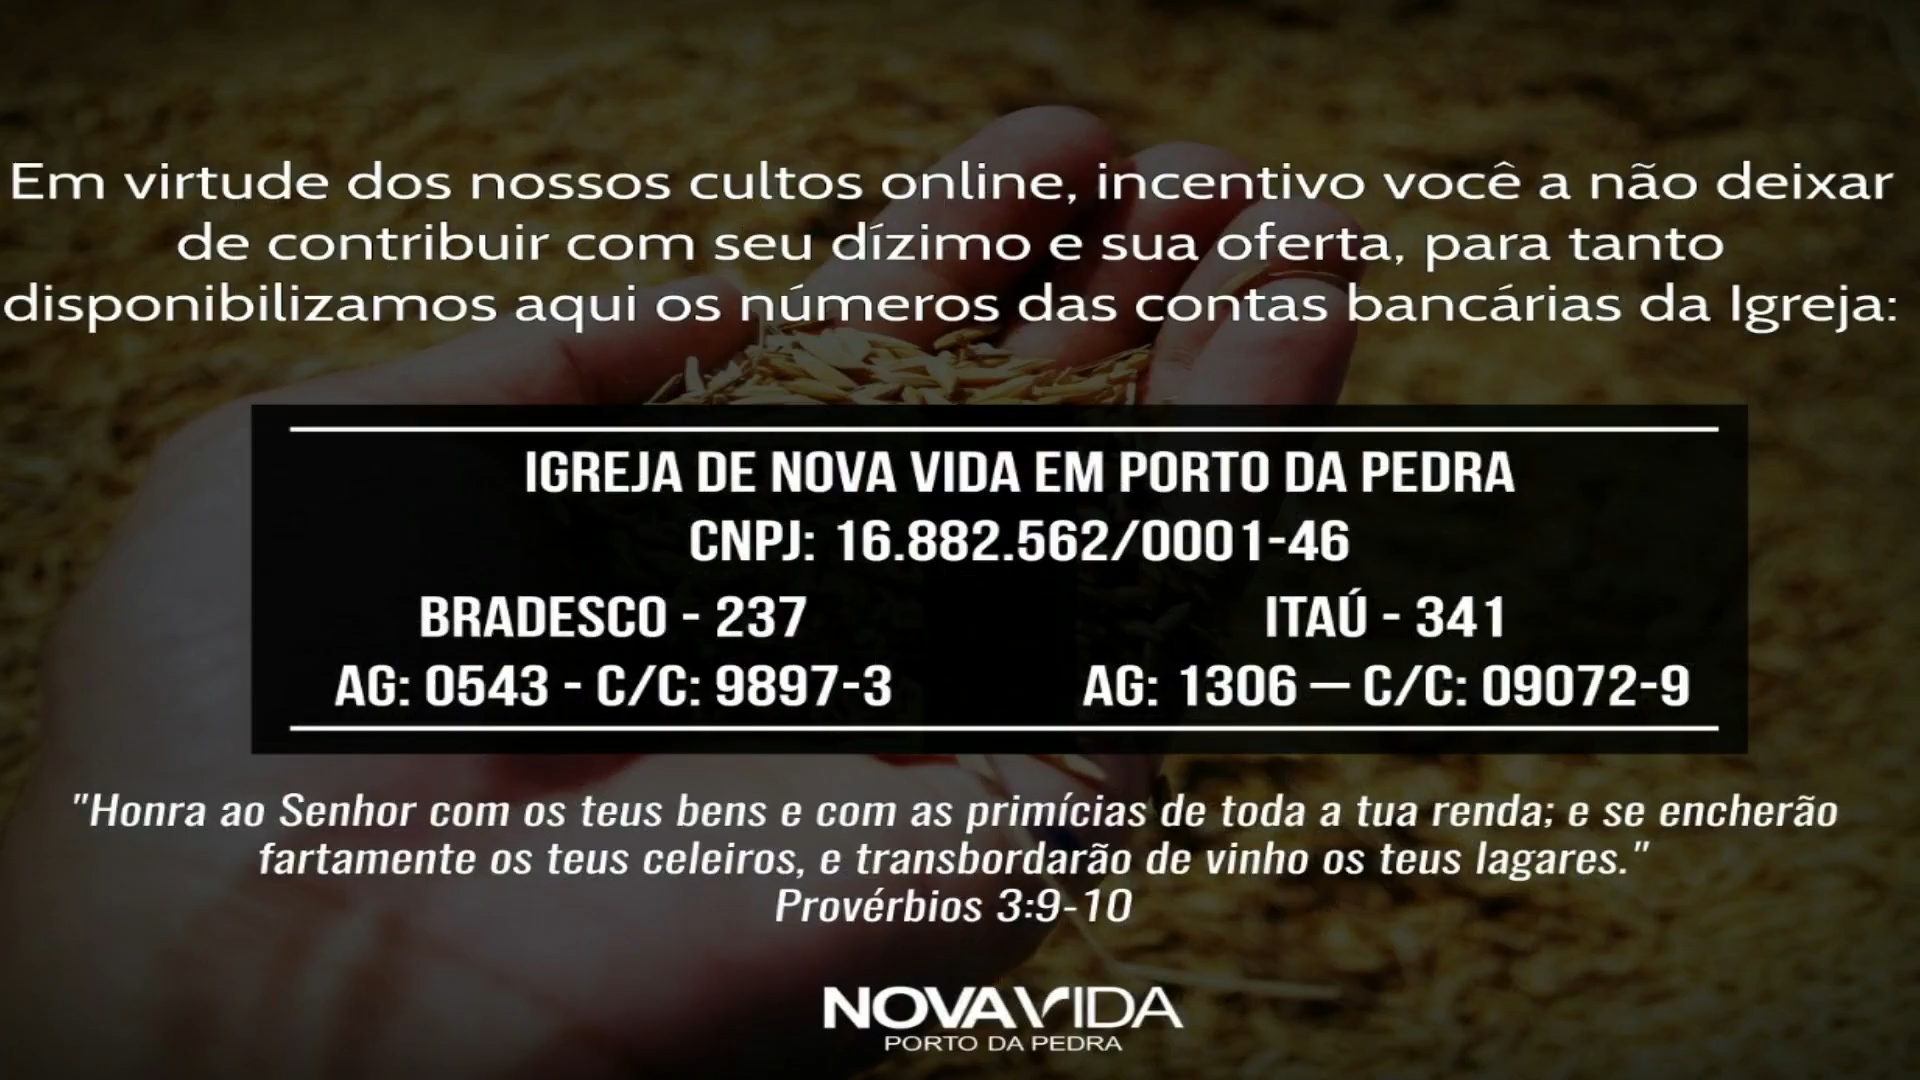 Em virtude dos nossos cultos online, incentivo você a não deixar
de contribuir com seu dízimo e sua oferta, para tanto
disponibilizamos aqui os números das contas bancárias da Igreja:
IGREJA DE NOVA VIDA EM PORTO DA PEDRA
CNPJ: 16.882.562/0001-46
BRADESCO - 237
AG: 0543 - C/C: 9897-3
ITAÚ - 341
AG: 1306 — C/C: 09072-9
"Honra ao Senhor com os teus bens e com as primícias de toda a tua renda; e se encherão
fartamente os teus celeiros, e transbordarão de vinho os teus lagares."
Provérbios 3:9-10
NOVA VIDA
PORTO DA PEDRA